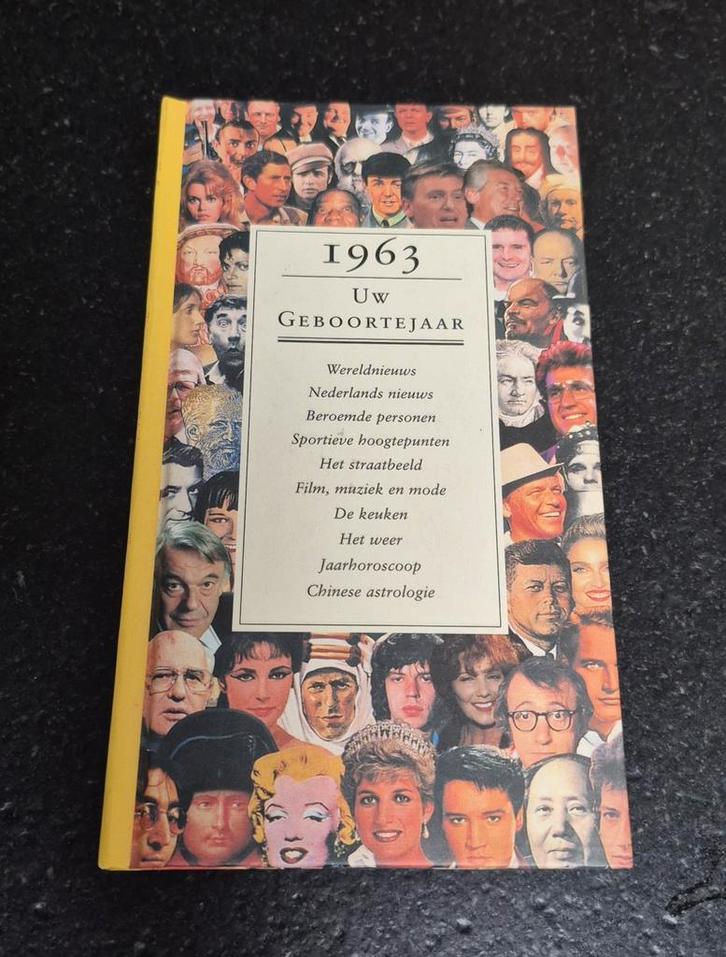 1963
Uw
Geboortejaar
Wereldnieuws
Nederlands nieuws
Beroemde personen
Sportieve hoogtepunten
Het straatbeeld
Film, muziek en mode
De keuken
Het weer
Jaarhoroscoop
Chinese astrologie